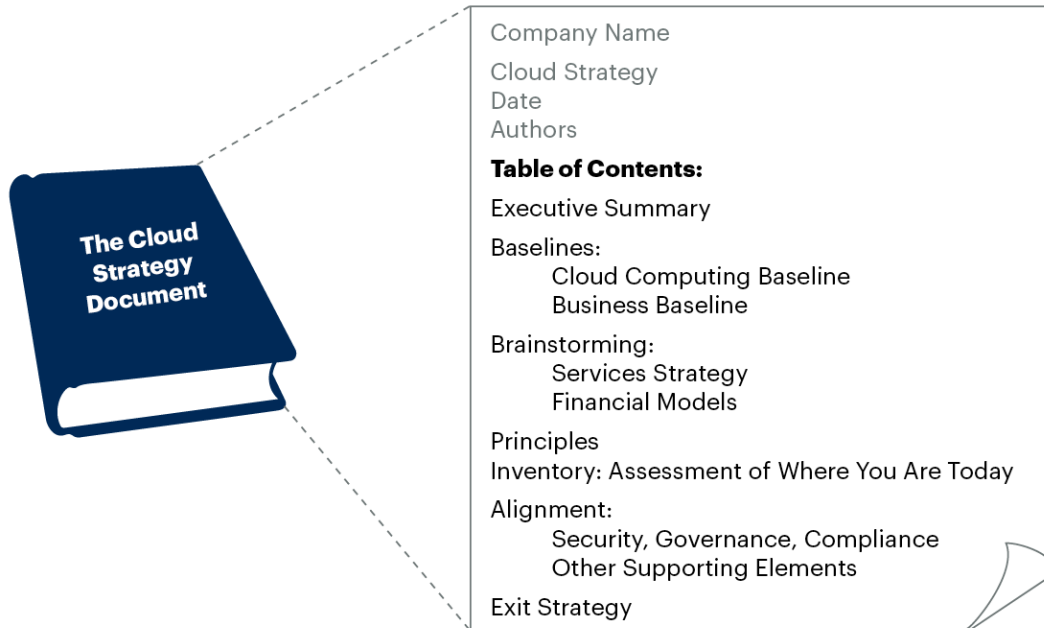 The Cloud
Strategy
Document
Company Name
Cloud Strategy
Date
Authors
Table of Contents:
Executive Summary
Baselines:
Cloud Computing Baseline
Business Baseline
Brainstorming:
Services Strategy
Financial Models
Principles
Inventory: Assessment of Where You Are Today
Alignment:
Security, Governance, Compliance
Other Supporting Elements
Exit Strategy